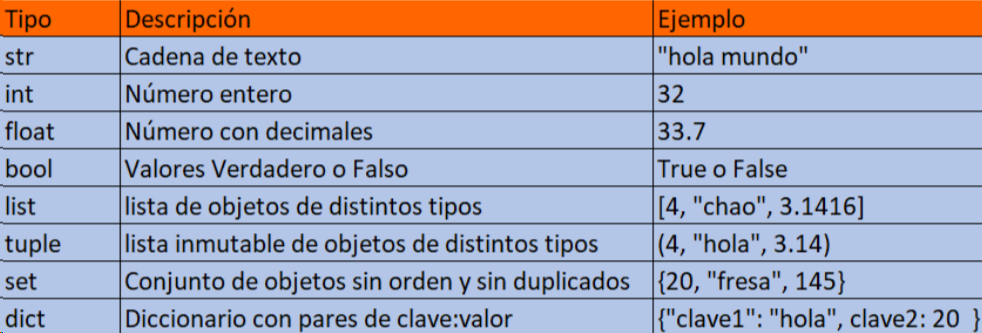 Tipo Descripción Ejemplo
str Cadena de texto "hola mundo"
int Número entero 32
float Número con decimales 33.7
bool Valores Verdadero o Falso True o False
list lista de objetos de distintos tipos [4, "chao", 3.1416]
tuple lista inmutable de objetos de distintos tipos (4, "hola", 3.14)
set Conjunto de objetos sin orden y sin duplicados {20, "fresa", 145}
dict Diccionario con pares de clave:valor {"clave1": "hola", clave2: 20 }